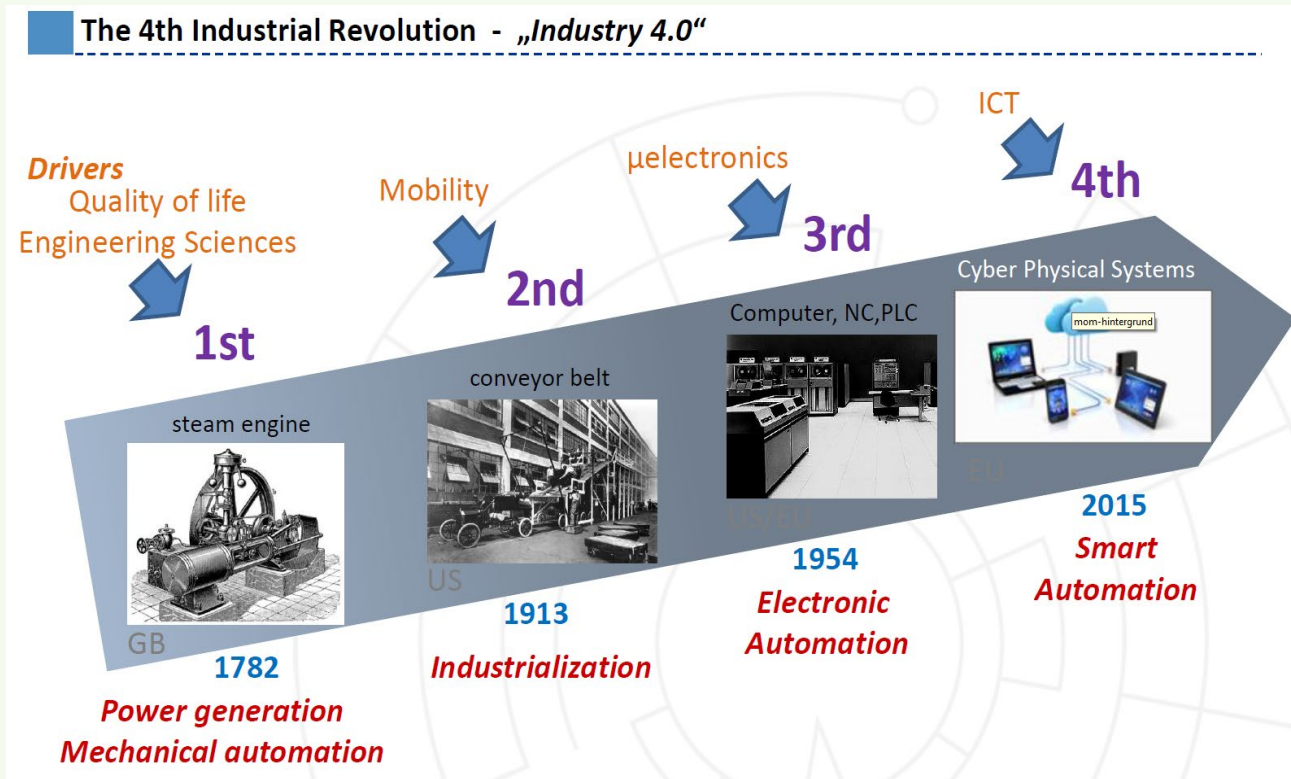 The 4th Industrial Revolution - „Industry 4.0“
ICT
4th
µelectronics
3rd
Drivers
Quality of life
Engineering Sciences
Mobility
2nd
1st
Cyber Physical Systems
mom-hintergrund
Computer, NC,PLC
conveyor belt
steam engine
GB
US
US/EU
EU
1782
Power generation
Mechanical automation
1913
Industrialization
1954
Electronic
Automation
2015
Smart
Automation